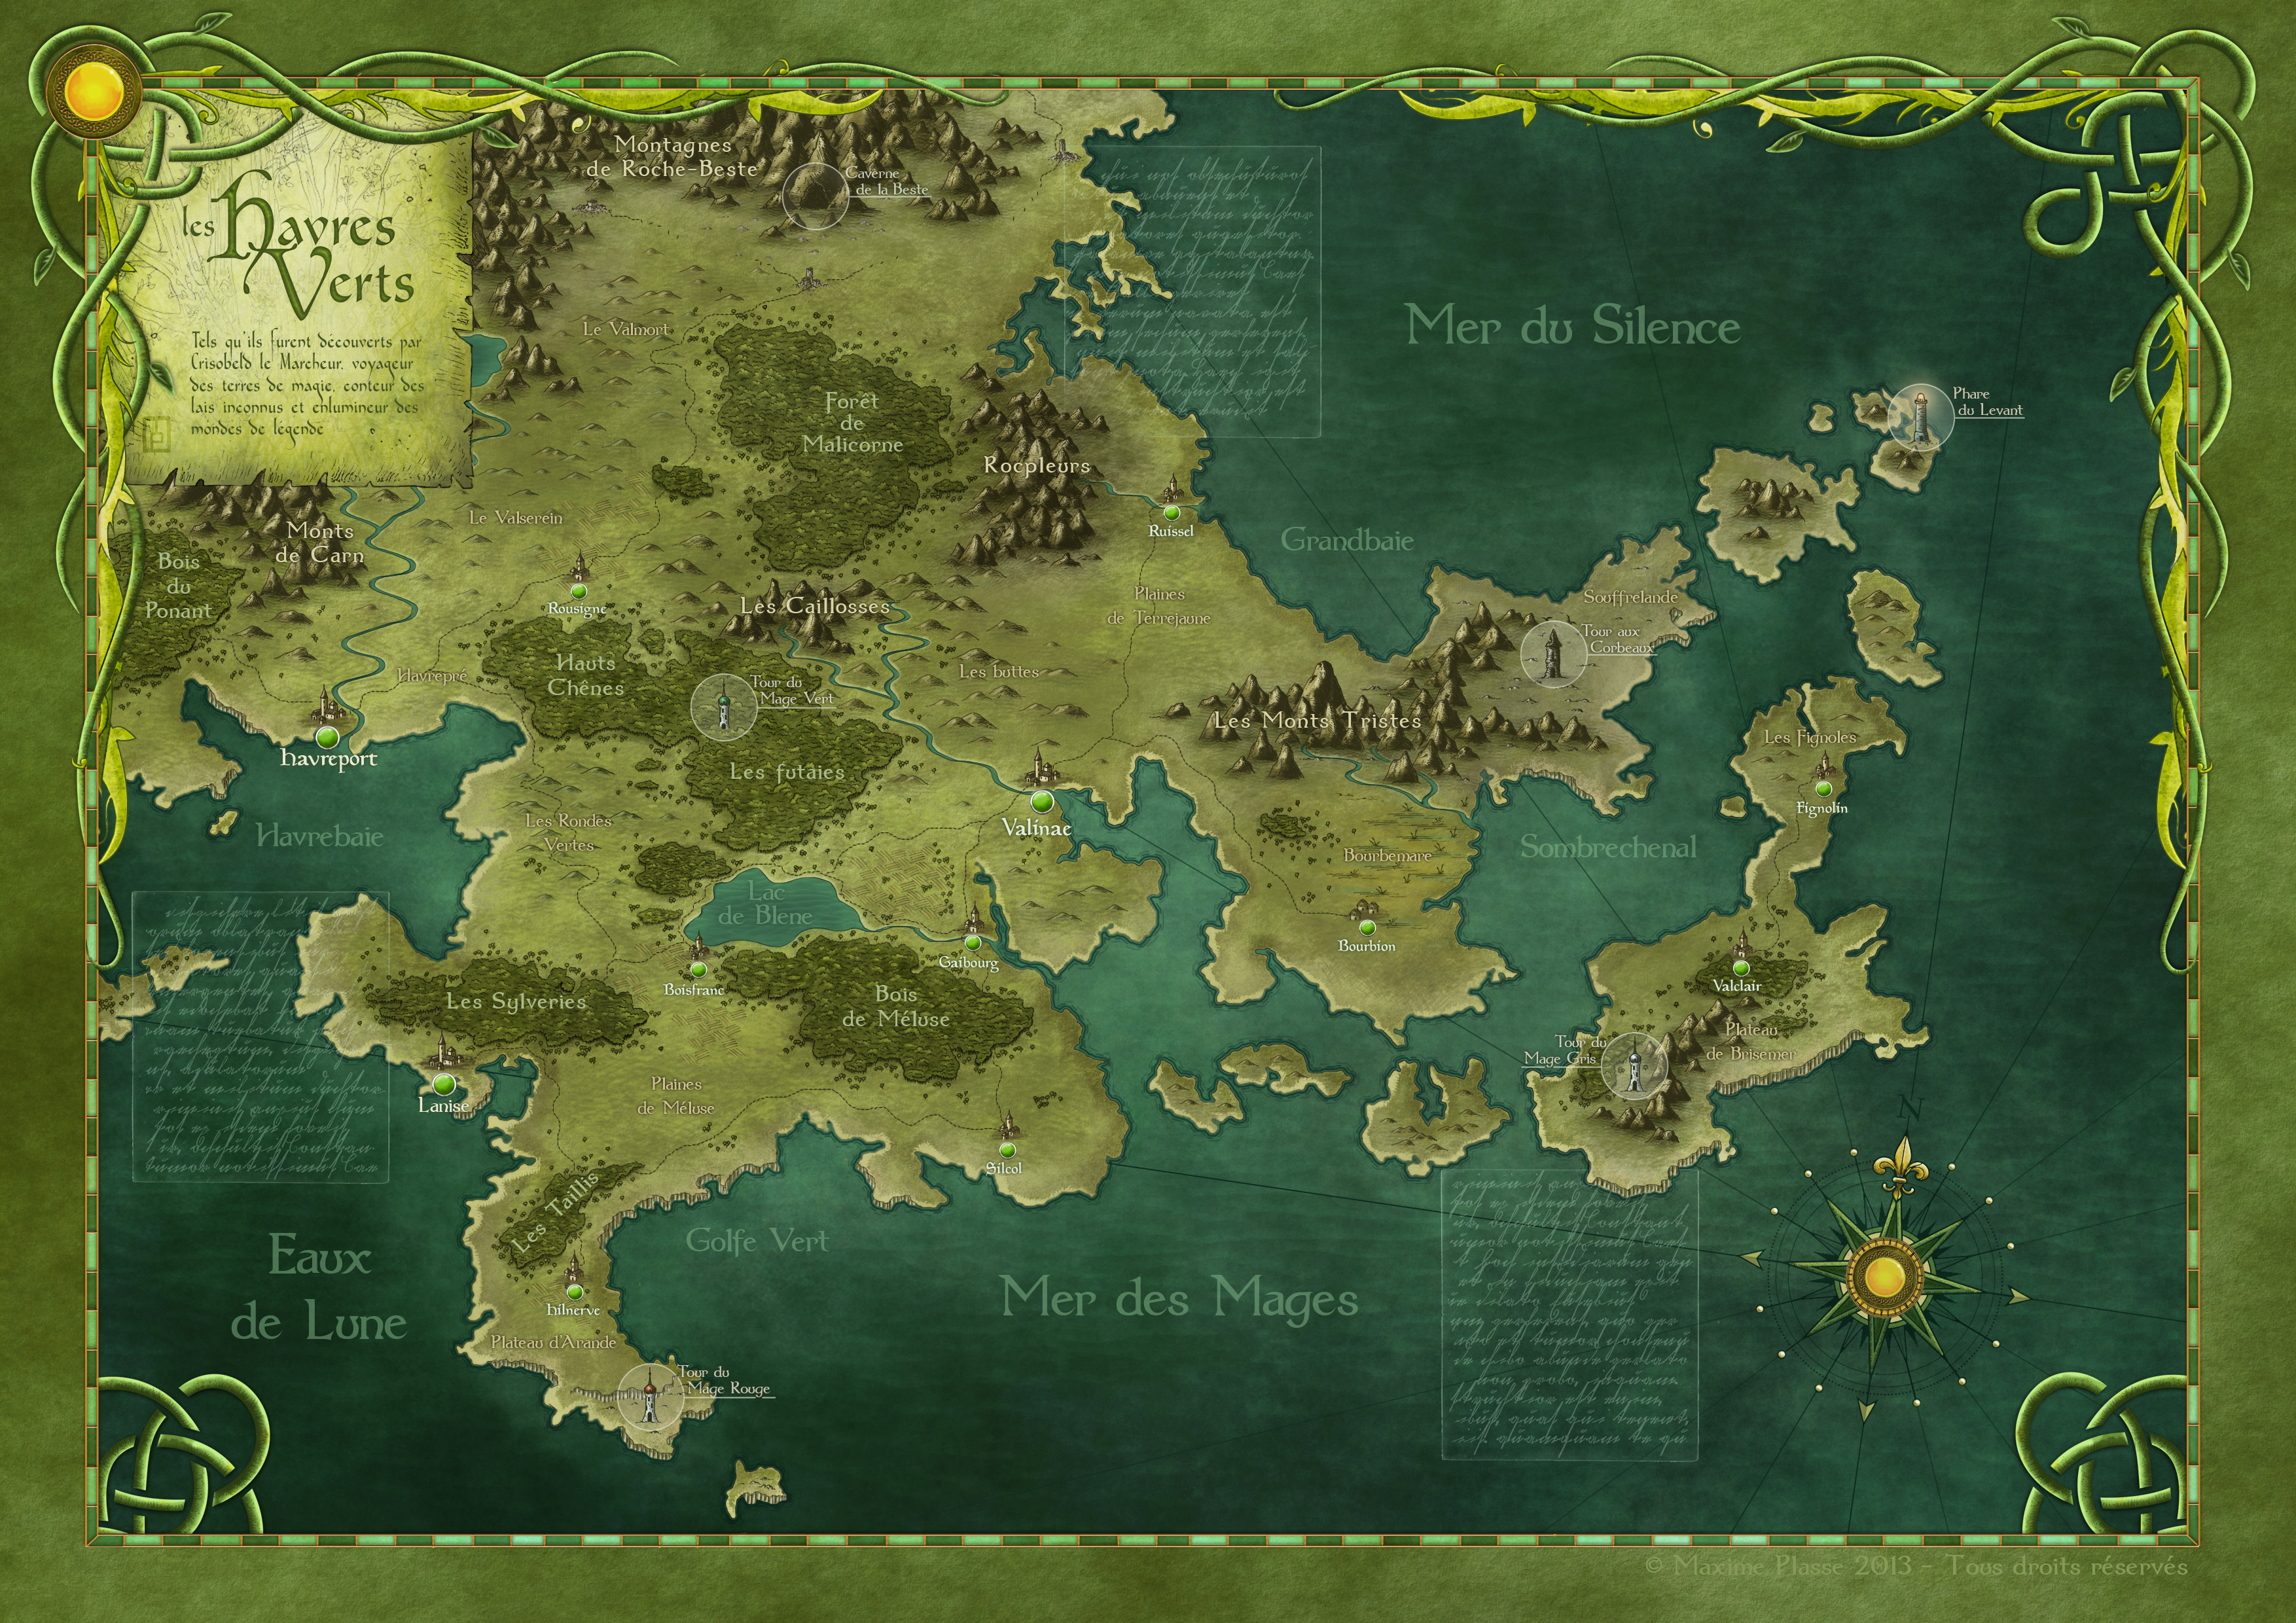 les Havres
Verts
Tels qu'ils furent découverts par
Crisobeld le Marcheur, voyageur
des terres de magie, conteur des
lais inconnus et enlumineur des
mondes de légende
Montagnes
de Roche-Beste
Caverne
de la Beste
Le Valmort
Forêt
de
Malicorne
Rocpleurs
Ruissel
Mer du Silence
Phare
du Levant
Grandbaie
Monts
de Carn
Bois
du
Ponant
Le Valserein
Rousigne
Les Caillosses
Plaines
de Terrejaune
Souffrelande
Tour aux
Corbeaux
Hauts
Chênes
Havrepré
Tour du
Mage Vert
Les buttes
Les Monts Tristes
Les Fignoles
Fignolin
Havreport
Les futaies
Valinae
Havrebaie
Les Rondes
Vertes
Bourbemare
Sombrechenal
Lac
de Blene
Gaibourg
Boisfranc
Bourbion
Valclair
Les Sylveries
Bois
de Méluse
Plateau
de Brisemer
Tour du
Mage Gris
Lanise
Plaines
de Méluse
Silcol
N
Les Taillis
Golfe Vert
Eaux
de Lune
Mer des Mages
Hilnerve
Plateau d'Arande
Tour du
Mage Rouge
© Maxime Plasse 2013 - Tous droits réservés